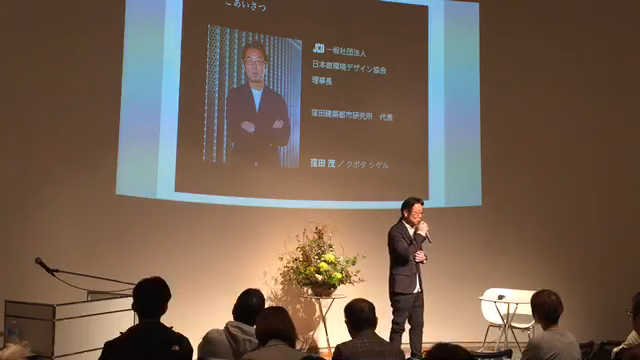 ごあいさつ
JCD 一般社団法人
日本商環境デザイン協会
理事長
窪田建築都市研究所 代表
窪田 茂／クボタ シゲル